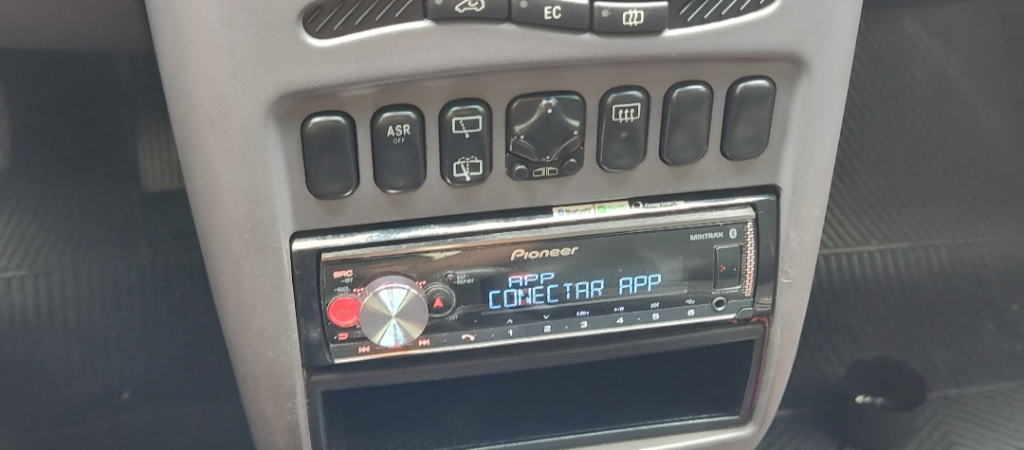 EC
ASR
OFF
Pioneer
MIXTRAX
SRC
APP
CONECTAR APP
1 2 3 4 5 6